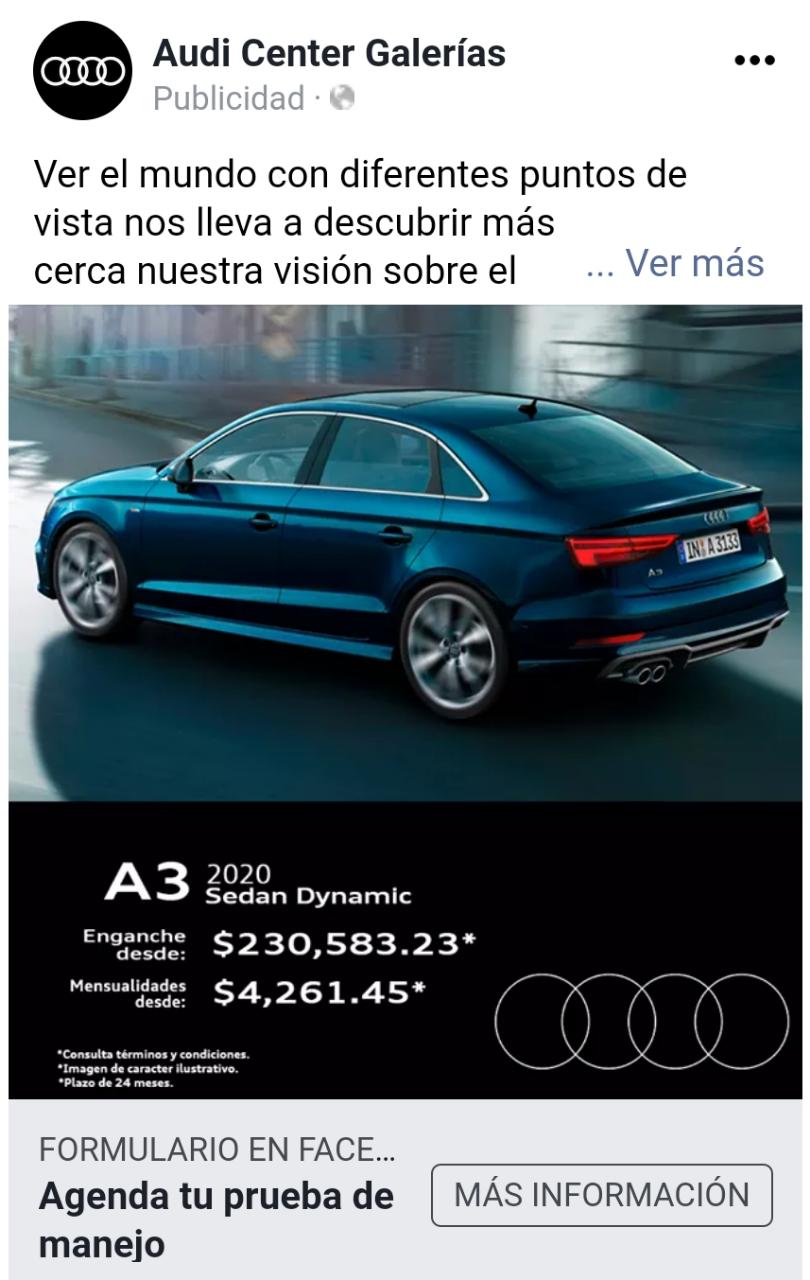 Audi Center Galerías
Publicidad ·
Ver el mundo con diferentes puntos de
vista nos lleva a descubrir más
cerca nuestra visión sobre el
... Ver más
IN A 3133
A3
A3 2020
Sedan Dynamic
Enganche
desde: $230,583.23*
Mensualidades
desde: $4,261.45*
*Consulta términos y condiciones.
*Imagen de caracter ilustrativo.
*Plazo de 24 meses.
FORMULARIO EN FACE...
Agenda tu prueba de
manejo
MÁS INFORMACIÓN